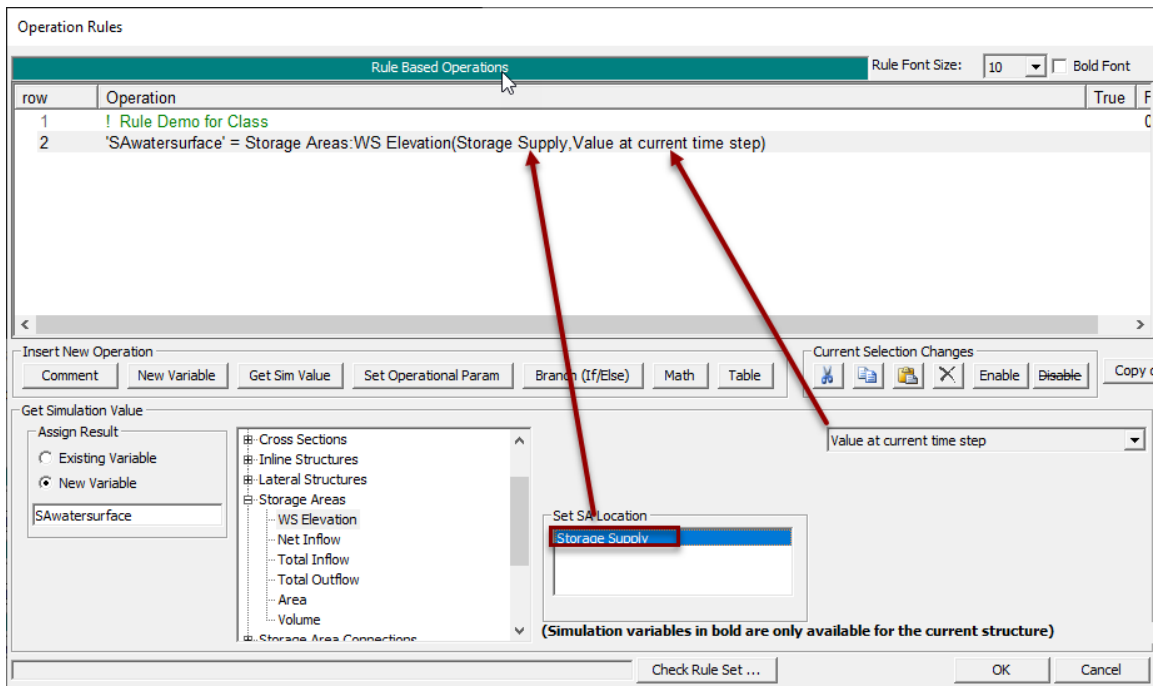 Operation Rules
Rule Based Operations
Rule Font Size:
10
Bold Font
row Operation True F
1 ! Rule Demo for Class 0
2 'SAwatersurface' = Storage Areas:WS Elevation(Storage Supply,Value at current time step)
Insert New Operation
Current Selection Changes
Comment
New Variable
Get Sim Value
Set Operational Param
Branch (If/Else)
Math
Table
Enable
Disable
Copy
Get Simulation Value
Assign Result
Existing Variable
New Variable
SAwatersurface
Cross Sections
Inline Structures
Lateral Structures
Storage Areas
WS Elevation
Net Inflow
Total Inflow
Total Outflow
Area
Volume
Storage Area Connections
Value at current time step
Set SA Location
Storage Supply
(Simulation variables in bold are only available for the current structure)
Check Rule Set ...
OK
Cancel